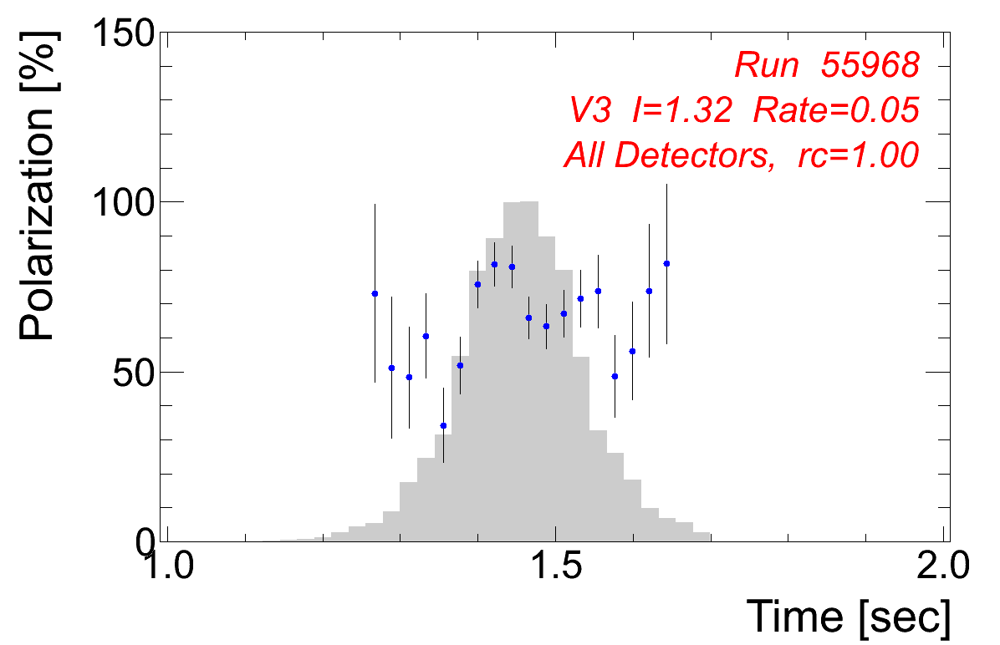 150
Polarization [%]
Run 55968
V3 I=1.32 Rate=0.05
All Detectors, rc=1.00
100
50
0
1.0 1.5 2.0
Time [sec]